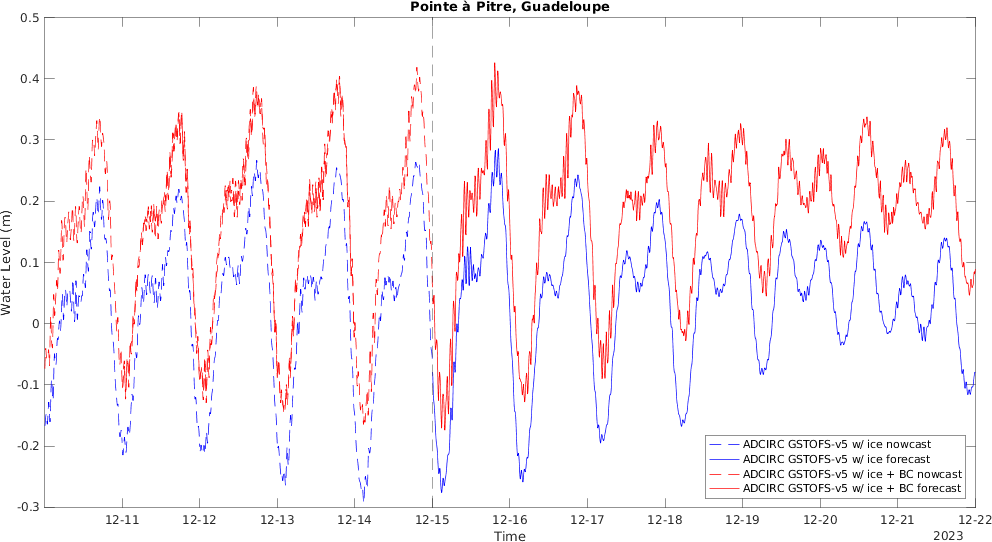 Pointe à Pitre, Guadeloupe
0.5
0.4
0.3
0.2
0.1
0
-0.1
-0.2
-0.3
Water Level (m)
ADCIRC GSTOFS-v5 w/ ice nowcast
ADCIRC GSTOFS-v5 w/ ice forecast
ADCIRC GSTOFS-v5 w/ ice + BC nowcast
ADCIRC GSTOFS-v5 w/ ice + BC forecast
12-11 12-12 12-13 12-14 12-15 12-16 12-17 12-18 12-19 12-20 12-21 12-22
Time
2023